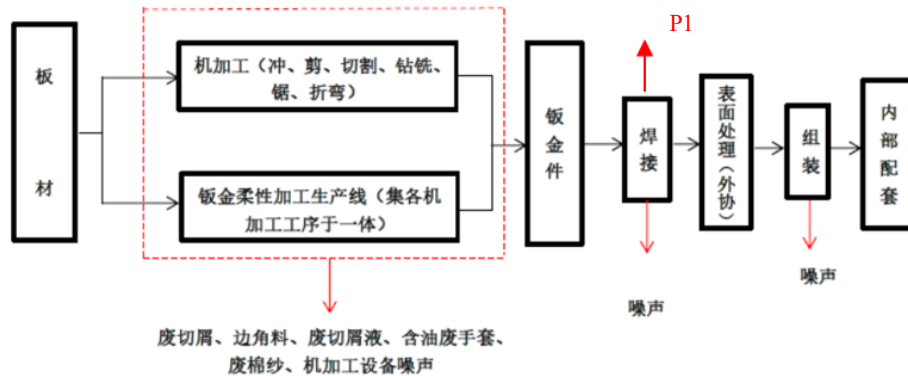 P1
板材
机加工（冲、剪、切割、钻铣、
锯、折弯）
钣金柔性加工生产线（集各机
加工工序于一体）
钣金件
焊接
表面处理（外协）
组装
内部配套
噪声
噪声
废切屑、边角料、废切屑液、含油废手套、
废棉纱、机加工设备噪声